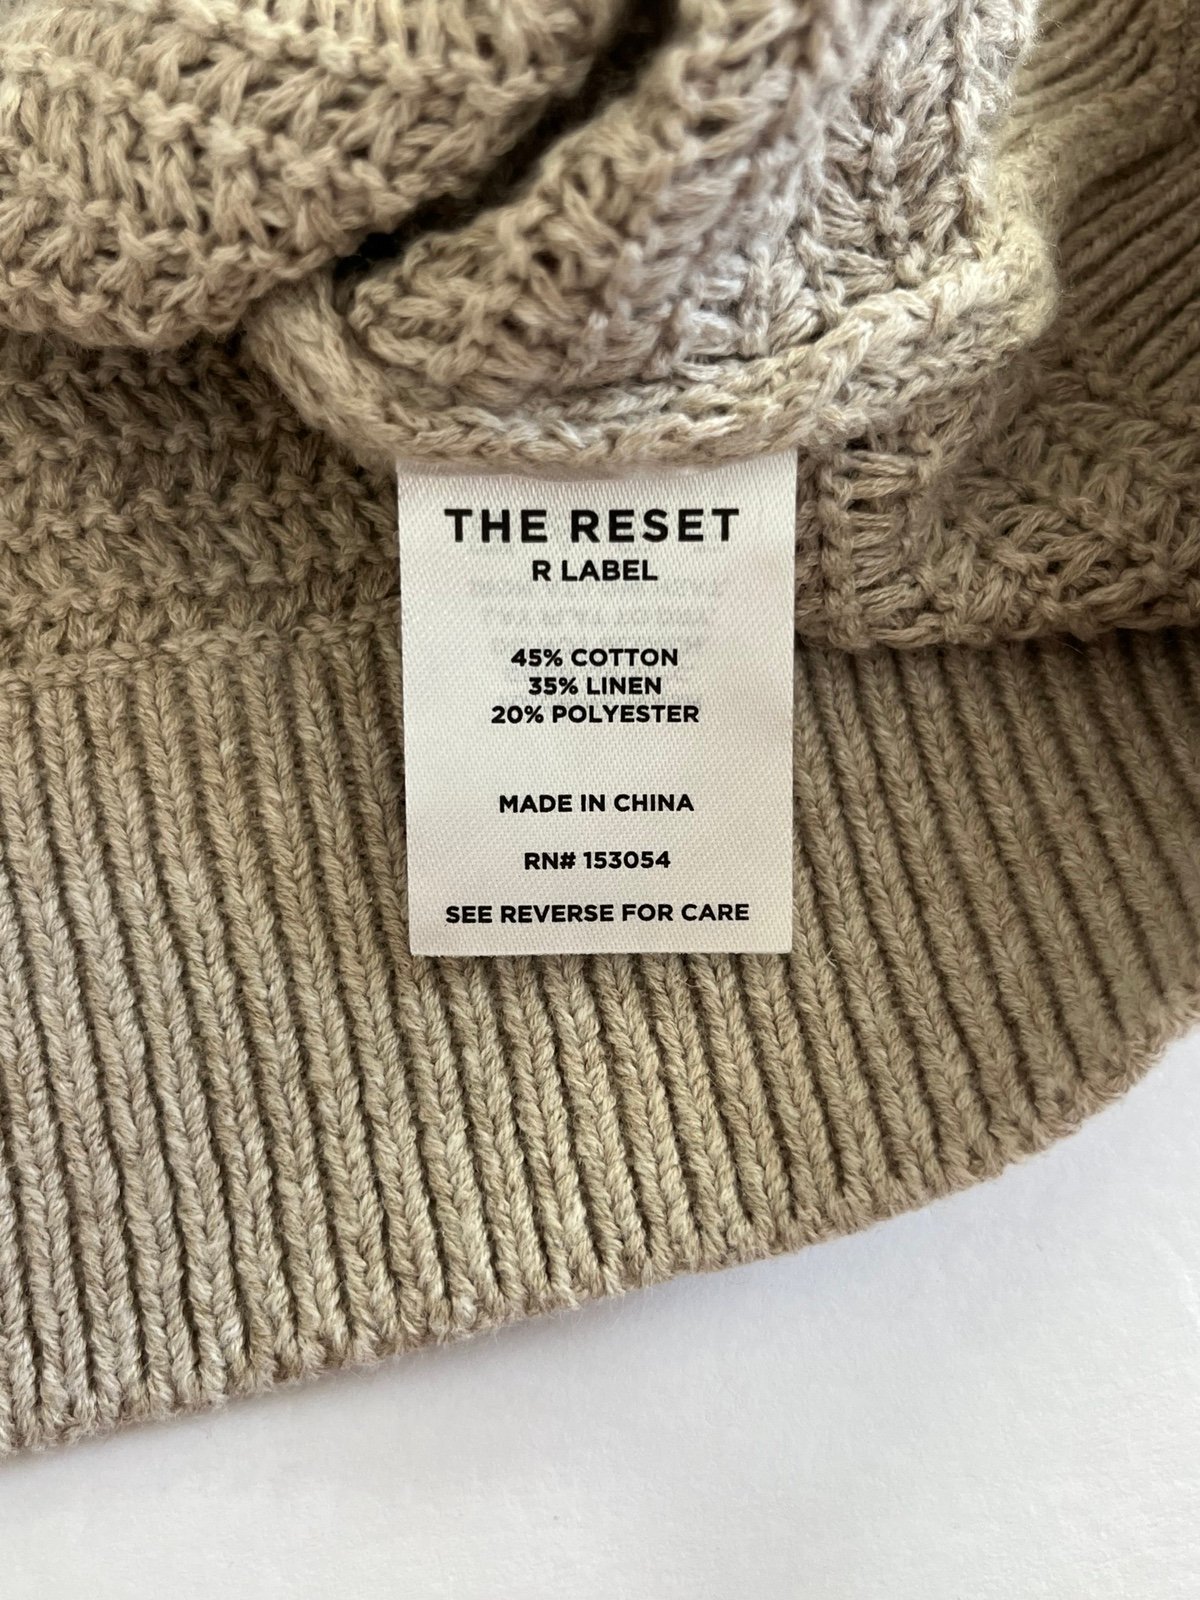 THE RESET
R LABEL
45% COTTON
35% LINEN
20% POLYESTER
MADE IN CHINA
RN# 153054
SEE REVERSE FOR CARE